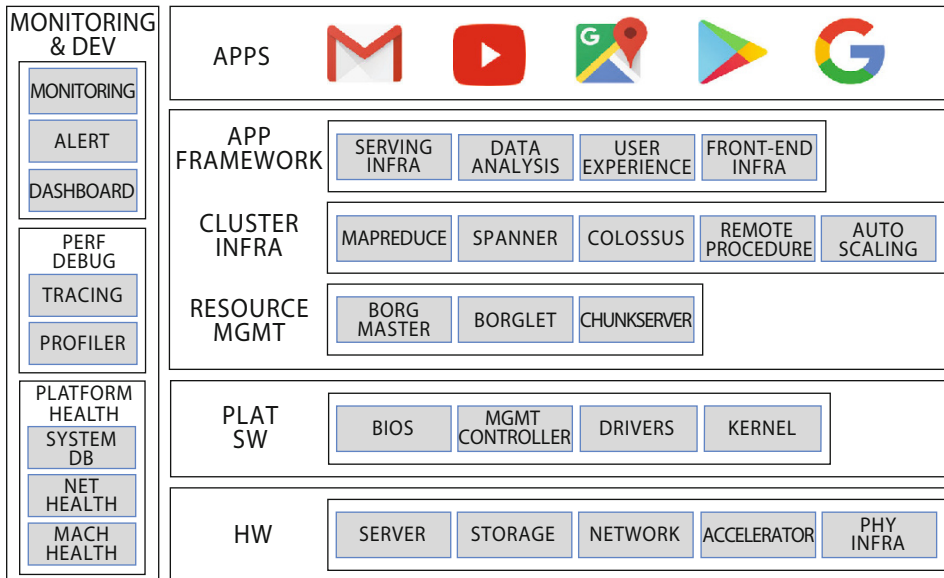 MONITORING
& DEV
MONITORING
ALERT
DASHBOARD
PERF
DEBUG
TRACING
PROFILER
PLATFORM
HEALTH
SYSTEM
DB
NET
HEALTH
MACH
HEALTH
APPS
G
APP
FRAMEWORK
SERVING
INFRA
DATA
ANALYSIS
USER
EXPERIENCE
FRONT-END
INFRA
CLUSTER
INFRA
MAPREDUCE
SPANNER
COLOSSUS
REMOTE
PROCEDURE
AUTO
SCALING
RESOURCE
MGMT
BORG
MASTER
BORGLET
CHUNKSERVER
PLAT
SW
BIOS
MGMT
CONTROLLER
DRIVERS
KERNEL
HW
SERVER
STORAGE
NETWORK
ACCELERATOR
PHY
INFRA